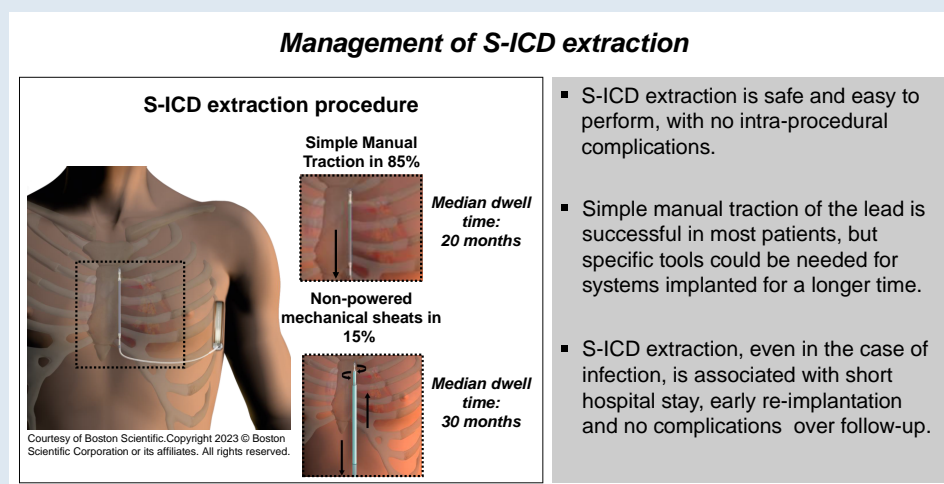 Management of S-ICD extraction
S-ICD extraction procedure
Simple Manual
Traction in 85%
Median dwell
time:
20 months
Non-powered
mechanical sheats in
15%
Median dwell
time:
30 months
Courtesy of Boston Scientific.Copyright 2023 © Boston
Scientific Corporation or its affiliates. All rights reserved.
▪ S-ICD extraction is safe and easy to
perform, with no intra-procedural
complications.
▪ Simple manual traction of the lead is
successful in most patients, but
specific tools could be needed for
systems implanted for a longer time.
▪ S-ICD extraction, even in the case of
infection, is associated with short
hospital stay, early re-implantation
and no complications over follow-up.